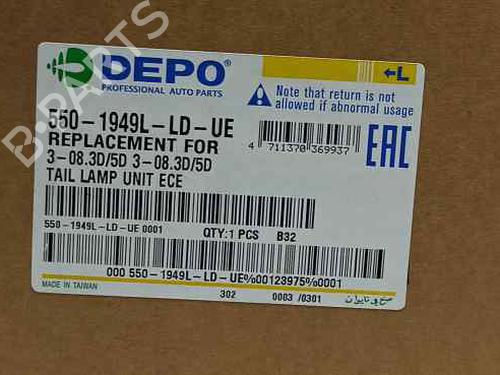 DEPO®
PROFESSIONAL AUTO PARTS
←L
Note that return is not
allowed if abnormal usage
550-1949L-LD-UE
REPLACEMENT FOR
3-08.3D/5D 3-08.3D/5D
TAIL LAMP UNIT ECE
4 711370 369937
EAC
550-1949L-LD-UE 0001 QTY:1 PCS B32
000 550-1949L-LD-UE%00123975%0001
MADE IN TAIWAN 302 0003 /0301 صنع في تايوان
B-PARTS